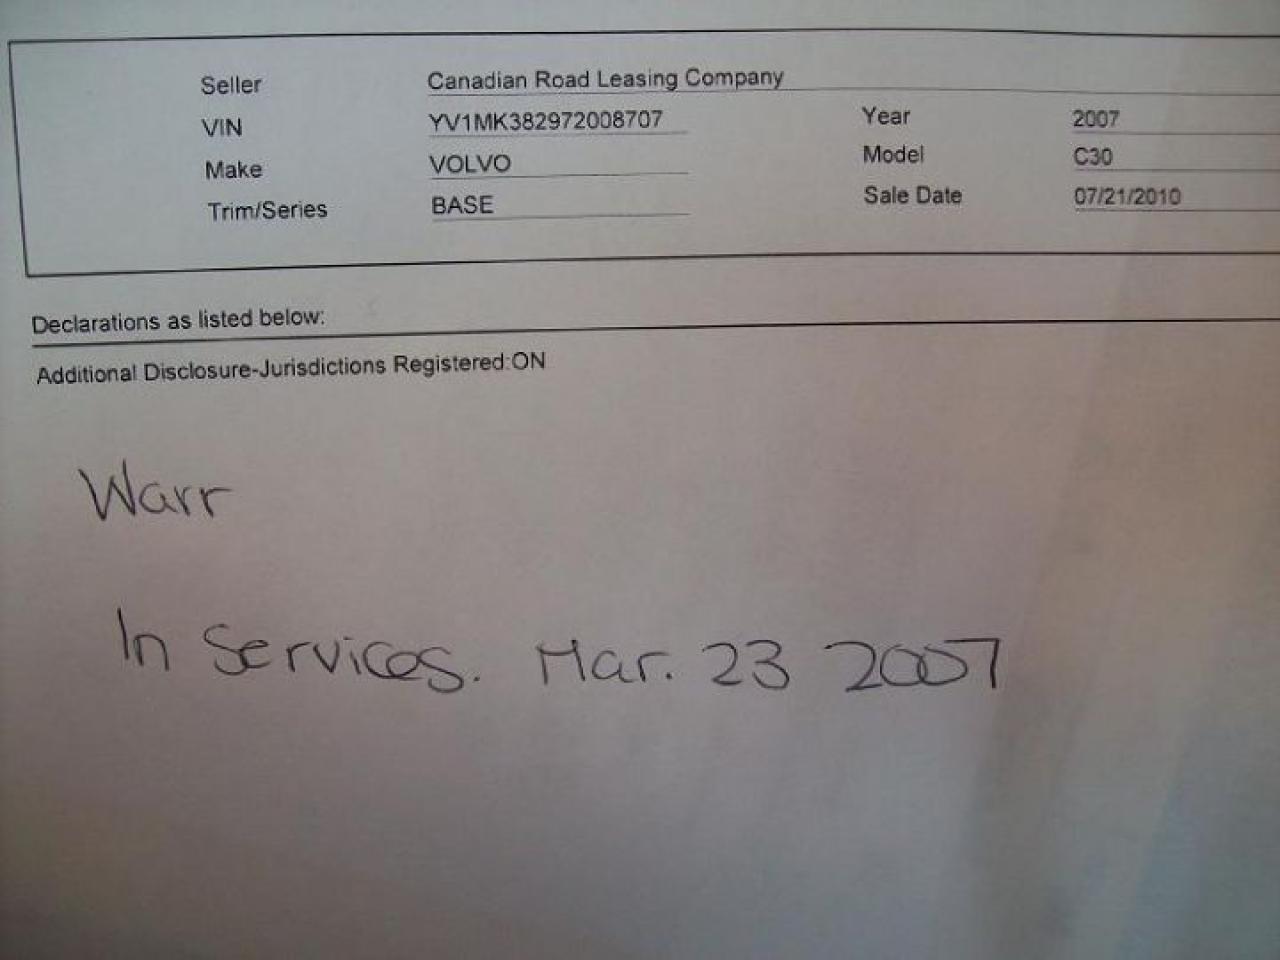 Seller Canadian Road Leasing Company
VIN YV1MK382972008707 Year 2007
Make VOLVO Model C30
Trim/Series BASE Sale Date 07/21/2010
Declarations as listed below:
Additional Disclosure-Jurisdictions Registered:ON
Warr
In Services. Mar. 23 2007